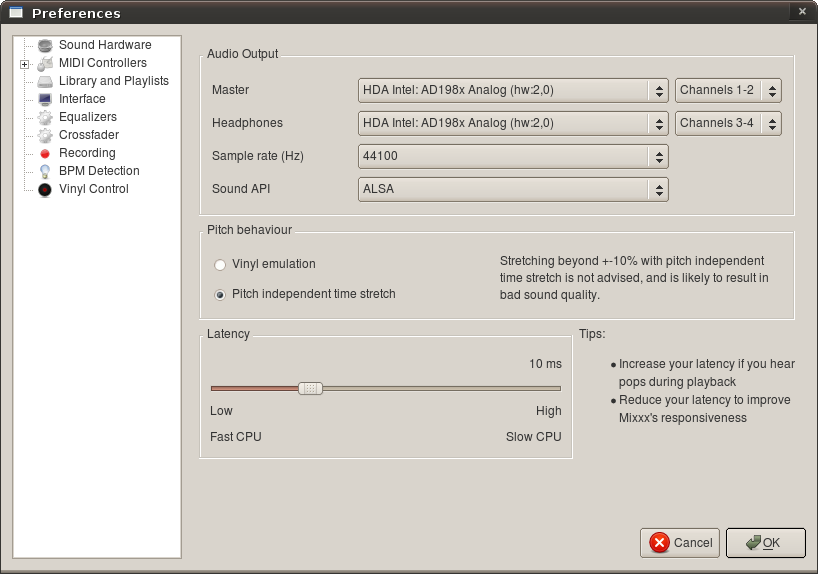 Preferences
Sound Hardware
MIDI Controllers
Library and Playlists
Interface
Equalizers
Crossfader
Recording
BPM Detection
Vinyl Control
Audio Output
Master HDA Intel: AD198x Analog (hw:2,0) Channels 1-2
Headphones HDA Intel: AD198x Analog (hw:2,0) Channels 3-4
Sample rate (Hz) 44100
Sound API ALSA
Pitch behaviour
Vinyl emulation
Pitch independent time stretch
Stretching beyond +-10% with pitch independent
time stretch is not advised, and is likely to result in
bad sound quality.
Latency
10 ms
Low High
Fast CPU Slow CPU
Tips:
● Increase your latency if you hear
pops during playback
● Reduce your latency to improve
Mixxx's responsiveness
Cancel OK